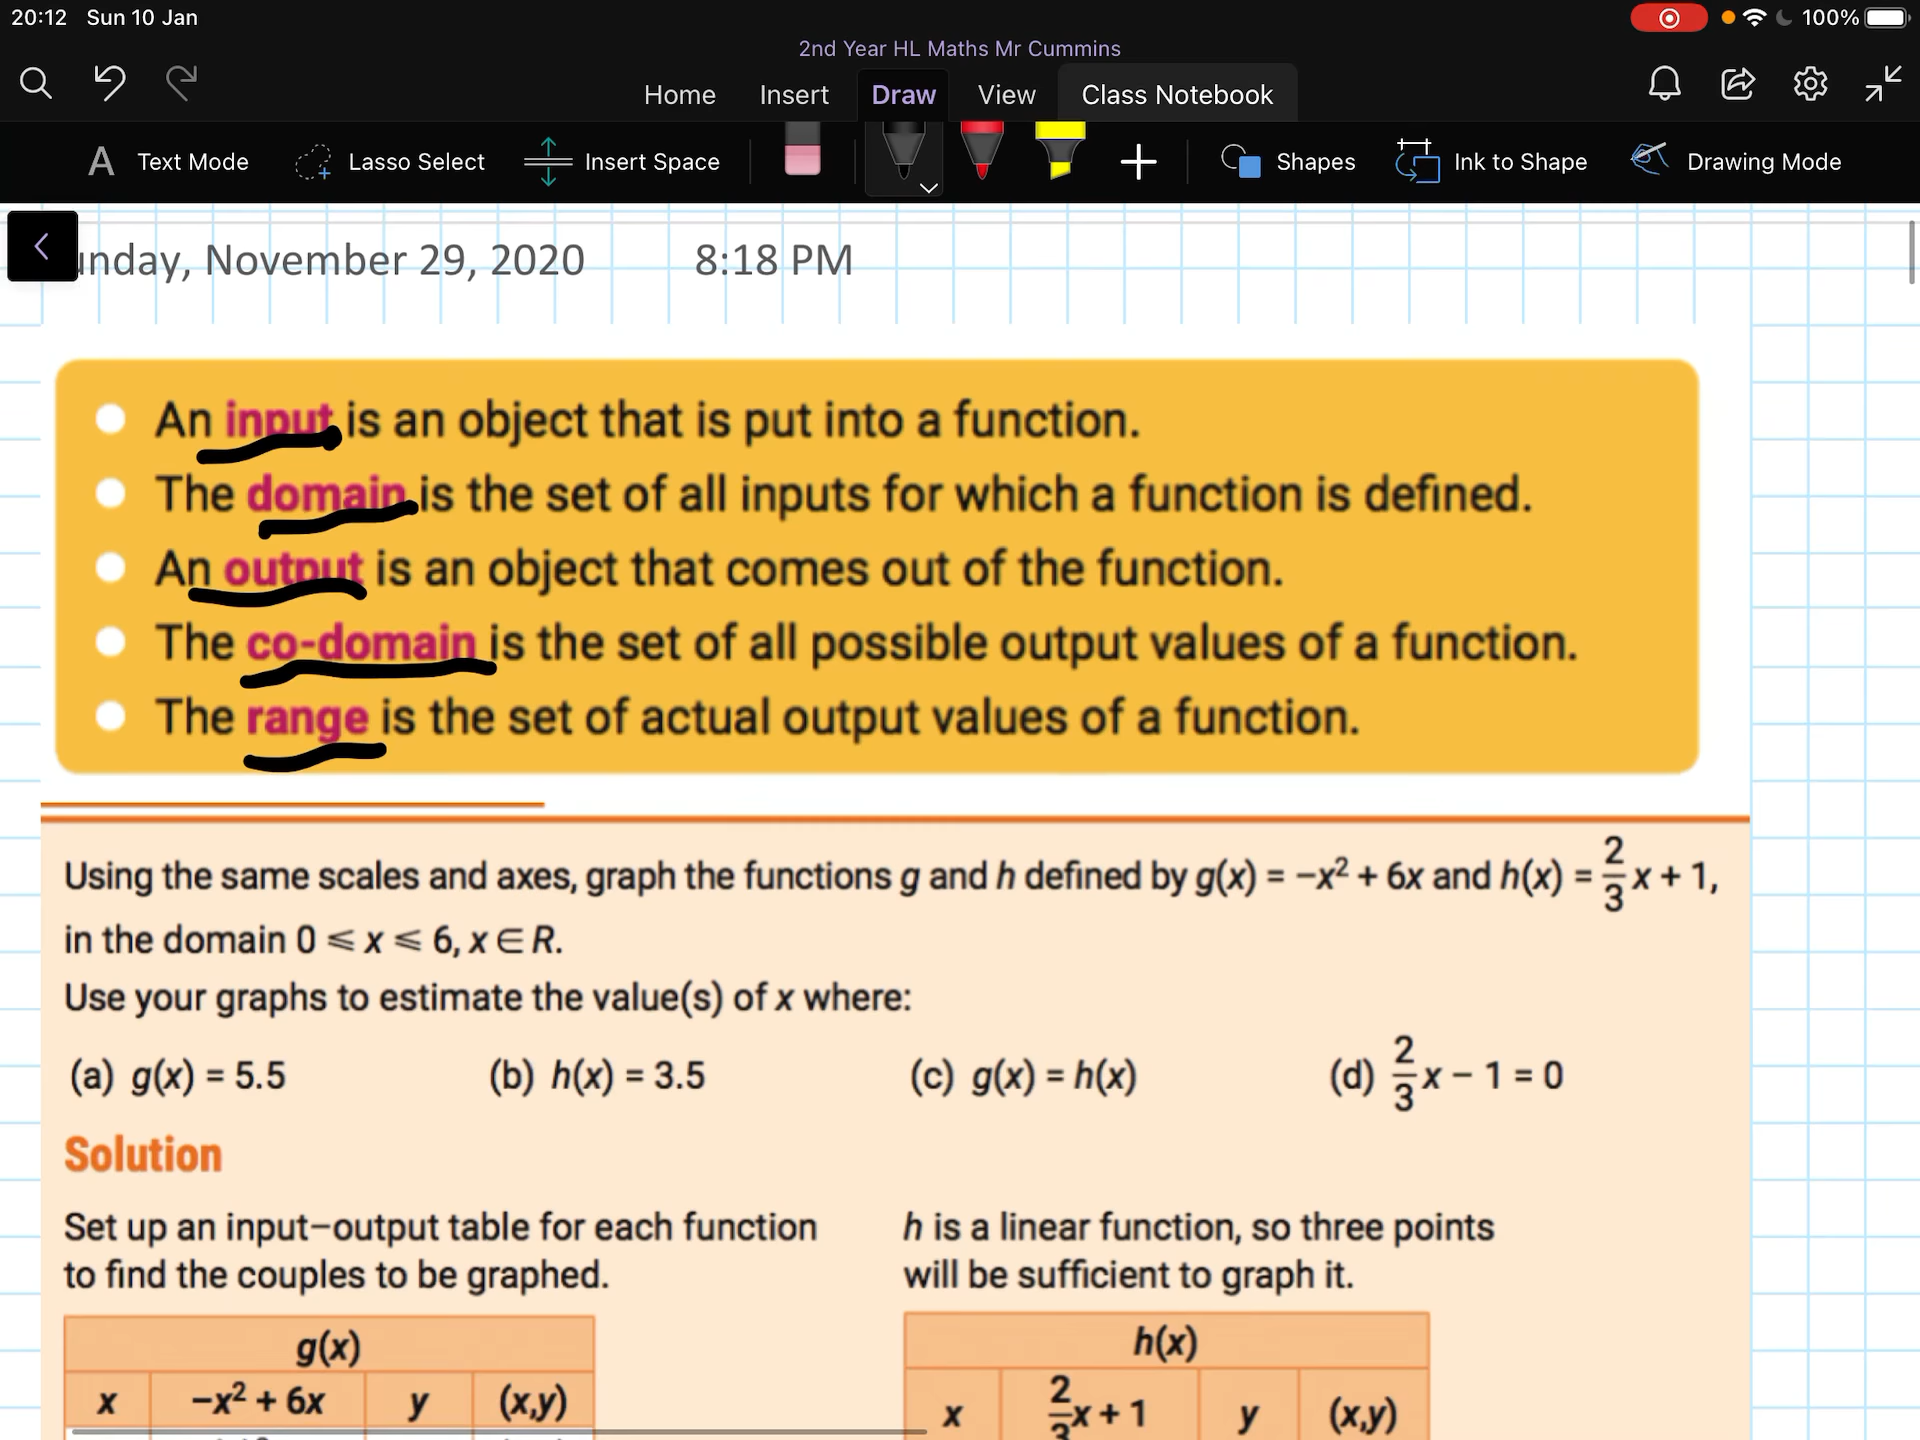 20:12 Sun 10 Jan
100%
2nd Year HL Maths Mr Cummins
Home Insert Draw View Class Notebook
A Text Mode Lasso Select Insert Space Shapes Ink to Shape Drawing Mode
unday, November 29, 2020 8:18 PM
An input is an object that is put into a function.
The domain is the set of all inputs for which a function is defined.
An output is an object that comes out of the function.
The co-domain is the set of all possible output values of a function.
The range is the set of actual output values of a function.
Using the same scales and axes, graph the functions g and h defined by g(x) = −x² + 6x and h(x) = 2/3 x + 1,
in the domain 0 ⩽ x ⩽ 6, x ∈ R.
Use your graphs to estimate the value(s) of x where:
(a) g(x) = 5.5 (b) h(x) = 3.5 (c) g(x) = h(x) (d) 2/3 x − 1 = 0
Solution
Set up an input–output table for each function
to find the couples to be graphed.
h is a linear function, so three points
will be sufficient to graph it.
g(x)
x −x² + 6x y (x,y)
h(x)
x 2/3 x + 1 y (x,y)